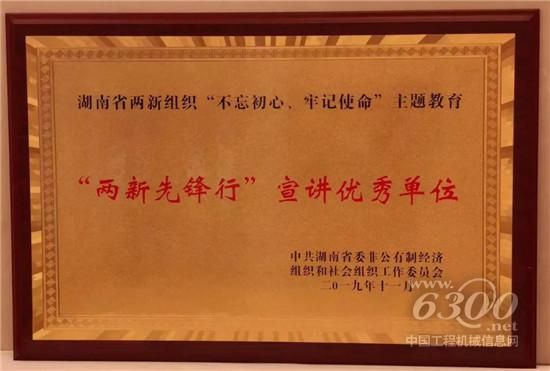 湖南省两新组织“不忘初心、牢记使命”主题教育
“两新先锋行”宣讲优秀单位
中共湖南省委非公有制经济
组织和社会组织工作委员会
二〇一九年十一月
www.
6300
.net
中国工程机械信息网